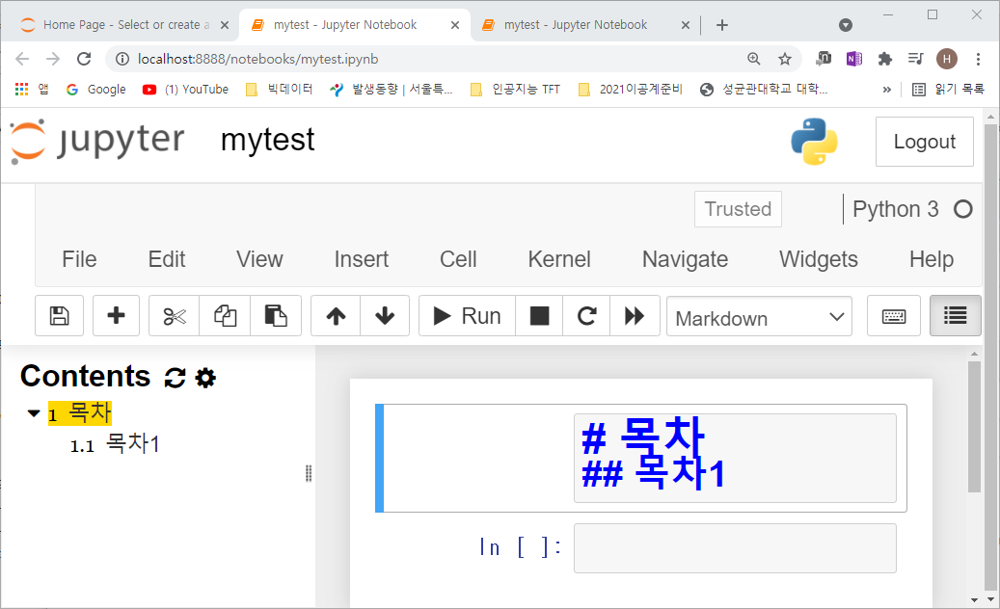 Home Page - Select or create a
mytest - Jupyter Notebook
mytest - Jupyter Notebook
localhost:8888/notebooks/mytest.ipynb
N
H
앱
Google
(1) YouTube
빅데이터
발생동향 | 서울특...
인공지능 TFT
2021이공계준비
성균관대학교 대학...
»
읽기 목록
jupyter
mytest
Logout
Trusted
Python 3
File Edit View Insert Cell Kernel Navigate Widgets Help
Run
Markdown
Contents
1 목차
1.1 목차1
# 목차
## 목차1
In [ ]: